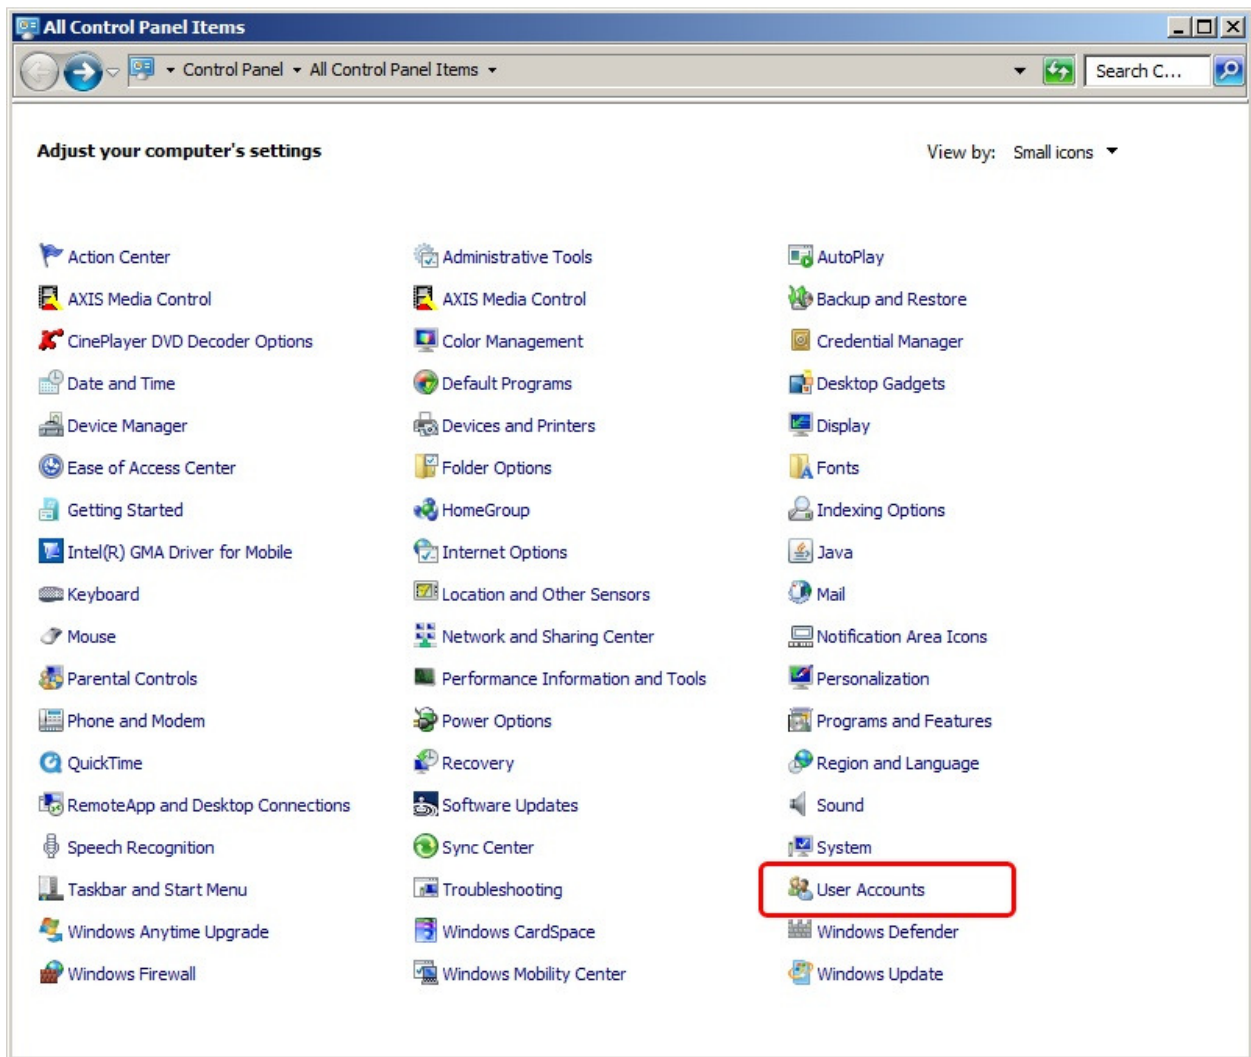 All Control Panel Items
Control Panel All Control Panel Items Search C...
Adjust your computer's settings View by: Small icons
Action Center Administrative Tools AutoPlay
AXIS Media Control AXIS Media Control Backup and Restore
CinePlayer DVD Decoder Options Color Management Credential Manager
Date and Time Default Programs Desktop Gadgets
Device Manager Devices and Printers Display
Ease of Access Center Folder Options Fonts
Getting Started HomeGroup Indexing Options
Intel(R) GMA Driver for Mobile Internet Options Java
Keyboard Location and Other Sensors Mail
Mouse Network and Sharing Center Notification Area Icons
Parental Controls Performance Information and Tools Personalization
Phone and Modem Power Options Programs and Features
QuickTime Recovery Region and Language
RemoteApp and Desktop Connections Software Updates Sound
Speech Recognition Sync Center System
Taskbar and Start Menu Troubleshooting User Accounts
Windows Anytime Upgrade Windows CardSpace Windows Defender
Windows Firewall Windows Mobility Center Windows Update